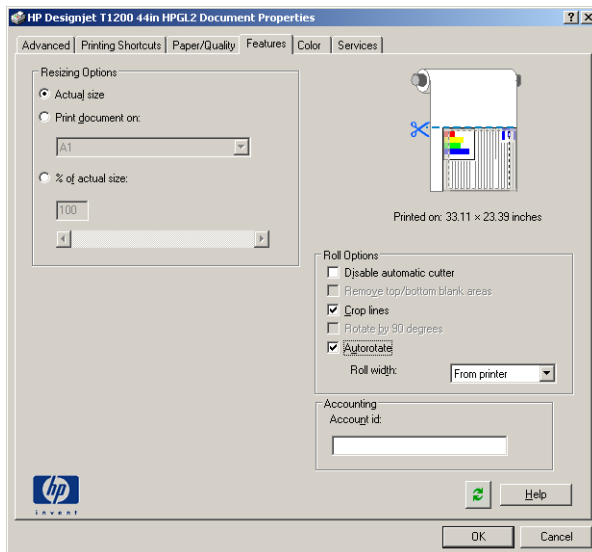 HP Designjet T1200 44in HPGL2 Document Properties
Advanced Printing Shortcuts Paper/Quality Features Color Services
Resizing Options
Actual size
Print document on:
A1
% of actual size:
100
Printed on: 33.11 × 23.39 inches
Roll Options
Disable automatic cutter
Remove top/bottom blank areas
Crop lines
Rotate by 90 degrees
Autorotate
Roll width: From printer
Accounting
Account id:
hp
invent
Help
OK Cancel